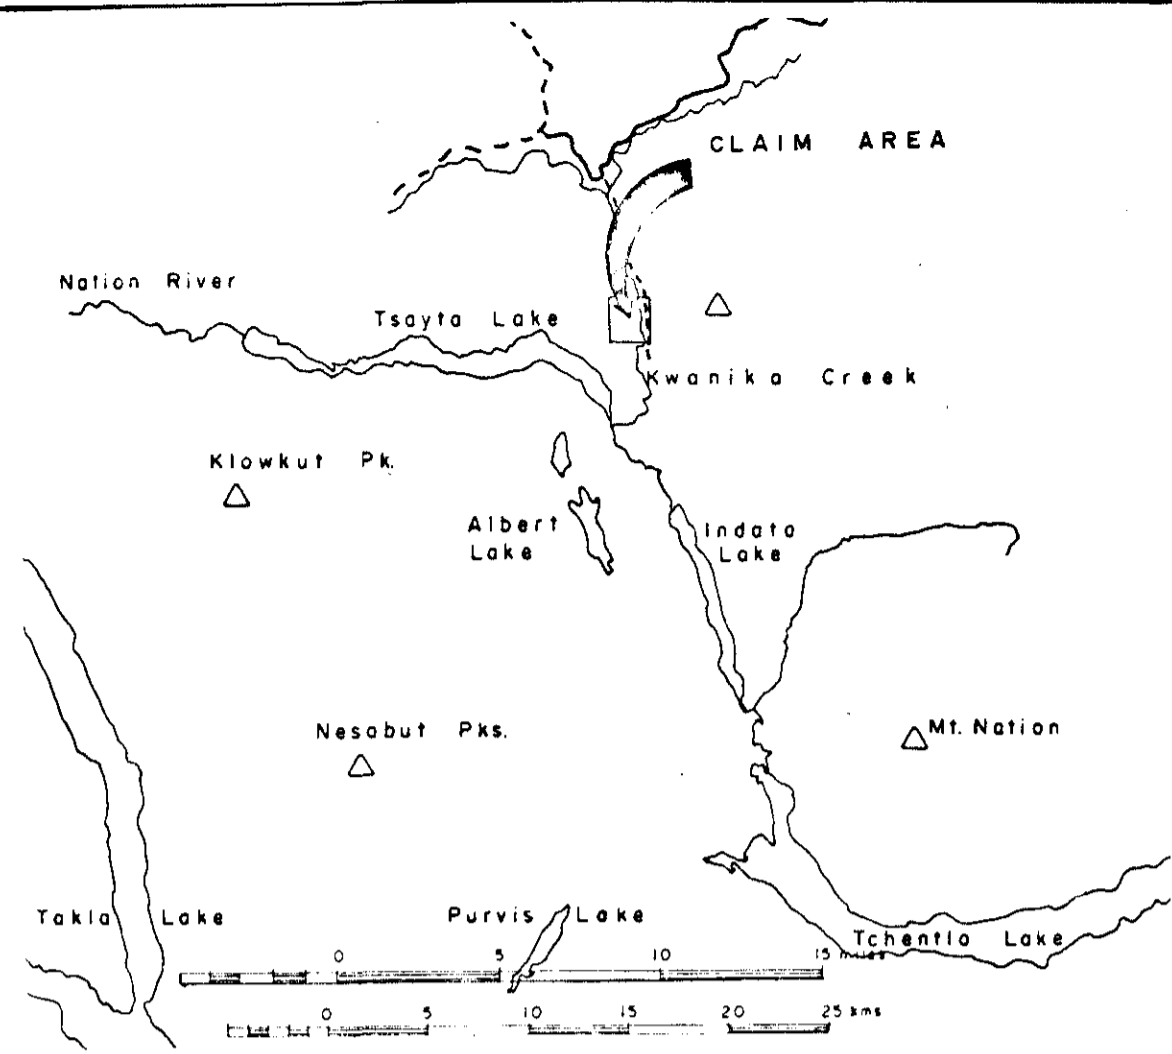 CLAIM AREA
Nation River
Tsayta Lake
Kwanika Creek
Klowkut Pk.
Albert
Lake
Indata
Lake
Nesabut Pks.
Mt. Nation
Takla Lake
Purvis Lake
Tchentlo Lake
0 5 10 15 miles
0 5 10 15 20 25 kms